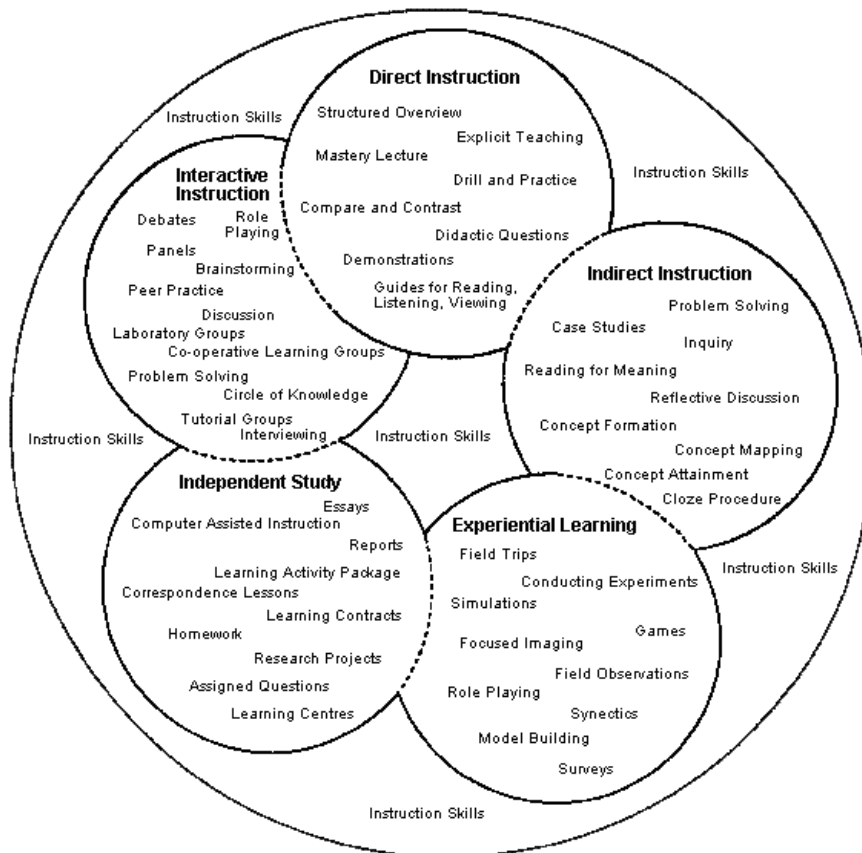 Direct Instruction
Structured Overview
Explicit Teaching
Mastery Lecture
Drill and Practice
Compare and Contrast
Didactic Questions
Demonstrations
Guides for Reading,
Listening, Viewing
Instruction Skills
Instruction Skills
Interactive
Instruction
Debates
Role
Playing
Panels
Brainstorming
Peer Practice
Discussion
Laboratory Groups
Co-operative Learning Groups
Problem Solving
Circle of Knowledge
Tutorial Groups
Interviewing
Indirect Instruction
Problem Solving
Case Studies
Inquiry
Reading for Meaning
Reflective Discussion
Concept Formation
Concept Mapping
Concept Attainment
Cloze Procedure
Instruction Skills
Instruction Skills
Independent Study
Essays
Computer Assisted Instruction
Reports
Learning Activity Package
Correspondence Lessons
Learning Contracts
Homework
Research Projects
Assigned Questions
Learning Centres
Experiential Learning
Field Trips
Conducting Experiments
Simulations
Games
Focused Imaging
Field Observations
Role Playing
Synectics
Model Building
Surveys
Instruction Skills
Instruction Skills